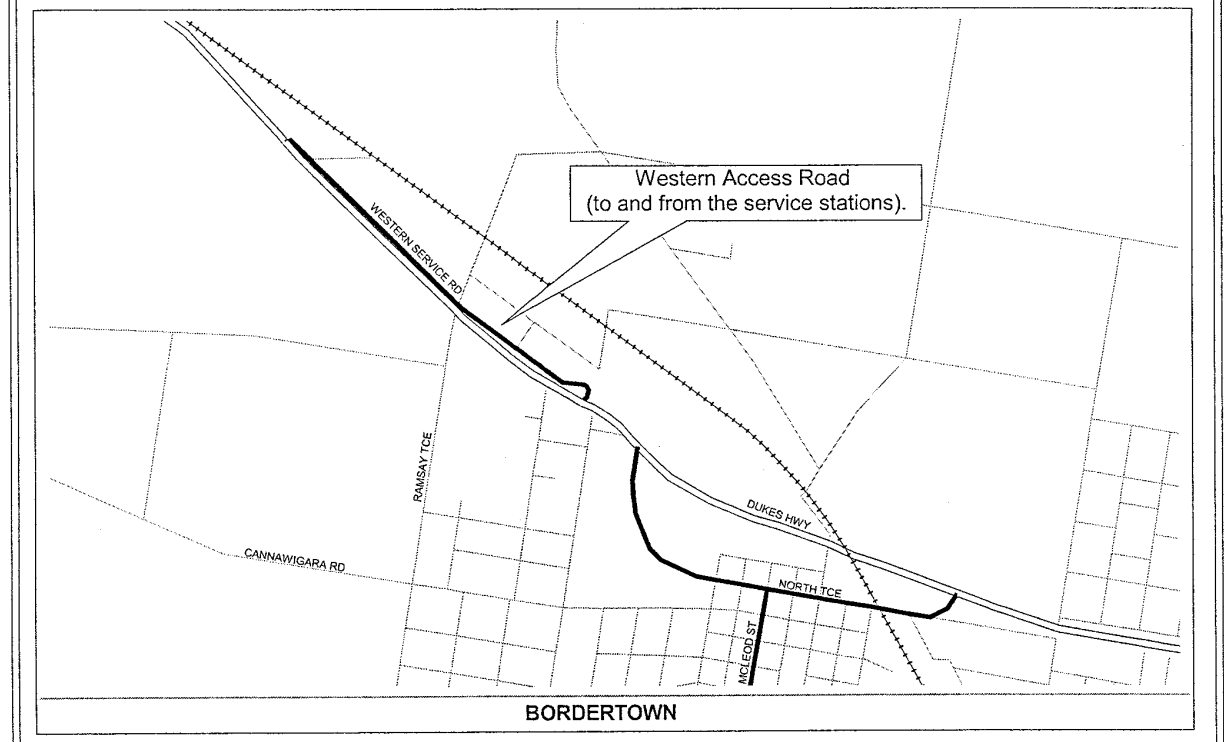 Western Access Road
(to and from the service stations).
WESTERN SERVICE RD
RAMSAY TCE
DUKES HWY
CANNAWIGARA RD
NORTH TCE
MCLEOD ST
BORDERTOWN